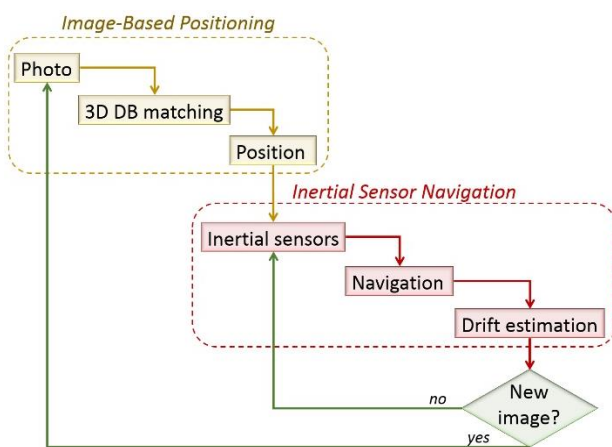 Image-Based Positioning
Photo
3D DB matching
Position
Inertial Sensor Navigation
Inertial sensors
Navigation
Drift estimation
no
New
image?
yes